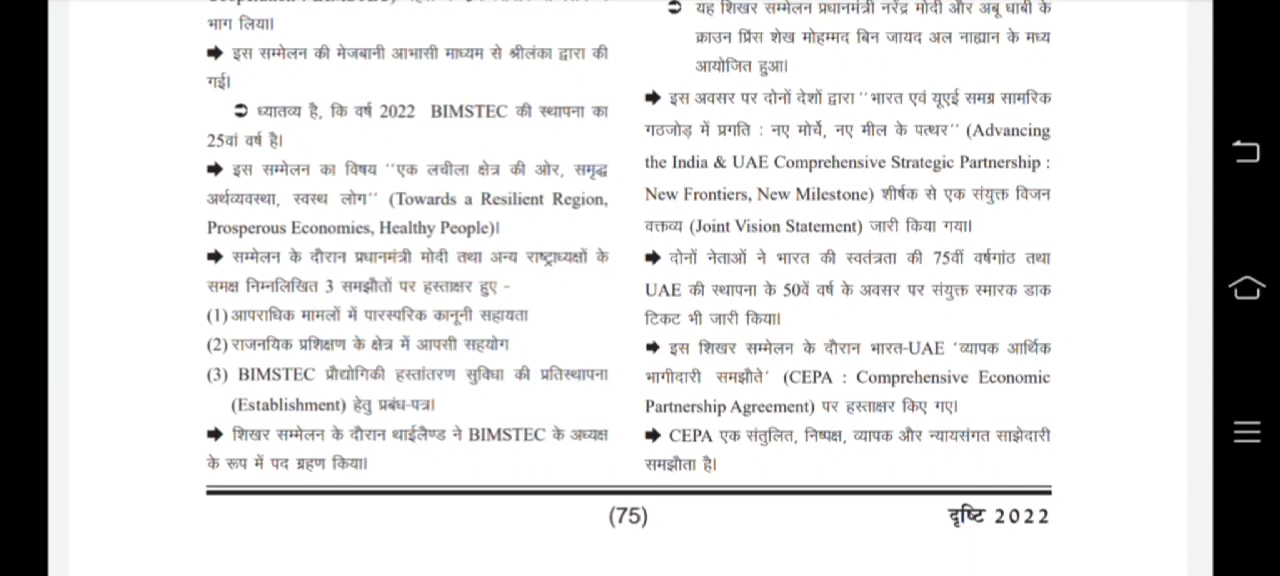 भाग लिया।
➡ इस सम्मेलन की मेजबानी आभासी माध्यम से श्रीलंका द्वारा की
गई।
➲ ध्यातव्य है, कि वर्ष 2022 BIMSTEC की स्थापना का
25वां वर्ष है।
➡ इस सम्मेलन का विषय ‘‘एक लचीला क्षेत्र की ओर, समृद्ध
अर्थव्यवस्था, स्वस्थ लोग’’ (Towards a Resilient Region,
Prosperous Economies, Healthy People)।
➡ सम्मेलन के दौरान प्रधानमंत्री मोदी तथा अन्य राष्ट्राध्यक्षों के
समक्ष निम्नलिखित 3 समझौतों पर हस्ताक्षर हुए -
(1) आपराधिक मामलों में पारस्परिक कानूनी सहायता
(2) राजनयिक प्रशिक्षण के क्षेत्र में आपसी सहयोग
(3) BIMSTEC प्रौद्योगिकी हस्तांतरण सुविधा की प्रतिस्थापना
(Establishment) हेतु प्रबंध-पत्र।
➡ शिखर सम्मेलन के दौरान थाईलैण्ड ने BIMSTEC के अध्यक्ष
के रूप में पद ग्रहण किया।
➲ यह शिखर सम्मेलन प्रधानमंत्री नरेंद्र मोदी और अबू धाबी के
क्राउन प्रिंस शेख मोहम्मद बिन जायद अल नाह्यान के मध्य
आयोजित हुआ।
➡ इस अवसर पर दोनों देशों द्वारा ‘‘भारत एवं यूएई समग्र सामरिक
गठजोड़ में प्रगति : नए मोर्चे, नए मील के पत्थर’’ (Advancing
the India & UAE Comprehensive Strategic Partnership :
New Frontiers, New Milestone) शीर्षक से एक संयुक्त विजन
वक्तव्य (Joint Vision Statement) जारी किया गया।
➡ दोनों नेताओं ने भारत की स्वतंत्रता की 75वीं वर्षगांठ तथा
UAE की स्थापना के 50वें वर्ष के अवसर पर संयुक्त स्मारक डाक
टिकट भी जारी किया।
➡ इस शिखर सम्मेलन के दौरान भारत-UAE ‘व्यापक आर्थिक
भागीदारी समझौते’ (CEPA : Comprehensive Economic
Partnership Agreement) पर हस्ताक्षर किए गए।
➡ CEPA एक संतुलित, निष्पक्ष, व्यापक और न्यायसंगत साझेदारी
समझौता है।
(75)
दृष्टि 2022